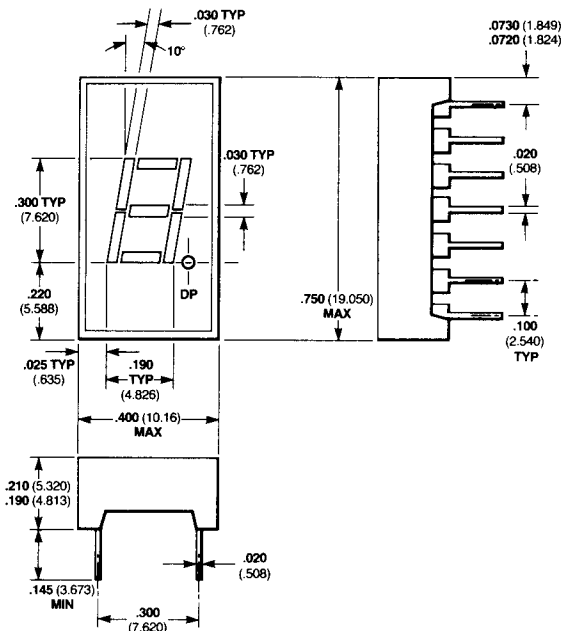 .030 TYP
(.762)
10°
.0730 (1.849)
.0720 (1.824)
.030 TYP
(.762)
.020
(.508)
.300 TYP
(7.620)
DP
.220
(5.588)
.750 (19.050)
MAX
.100
(2.540)
TYP
.025 TYP
(.635)
.190
TYP
(4.826)
.400 (10.16)
MAX
.210 (5.320)
.190 (4.813)
.020
(.508)
.145 (3.673)
MIN
.300
(7.620)